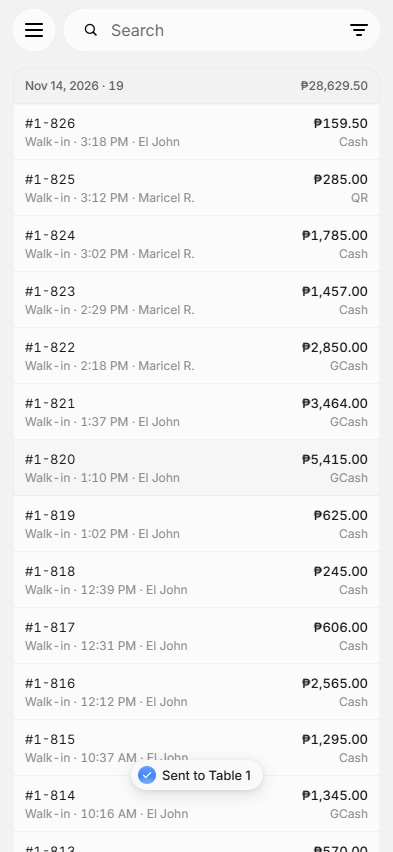 Search
Nov 14, 2026 · 19 ₱28,629.50
#1-826 ₱159.50
Walk-in · 3:18 PM · El John Cash
#1-825 ₱285.00
Walk-in · 3:12 PM · Maricel R. QR
#1-824 ₱1,785.00
Walk-in · 3:02 PM · Maricel R. Cash
#1-823 ₱1,457.00
Walk-in · 2:29 PM · Maricel R. Cash
#1-822 ₱2,850.00
Walk-in · 2:18 PM · Maricel R. GCash
#1-821 ₱3,464.00
Walk-in · 1:37 PM · El John GCash
#1-820 ₱5,415.00
Walk-in · 1:10 PM · El John GCash
#1-819 ₱625.00
Walk-in · 1:02 PM · El John Cash
#1-818 ₱245.00
Walk-in · 12:39 PM · El John Cash
#1-817 ₱606.00
Walk-in · 12:31 PM · El John Cash
#1-816 ₱2,565.00
Walk-in · 12:12 PM · El John Cash
#1-815 ₱1,295.00
Walk-in · 10:37 AM · El John Cash
Sent to Table 1
#1-814 ₱1,345.00
Walk-in · 10:16 AM · El John GCash
#1-813 ₱570.00